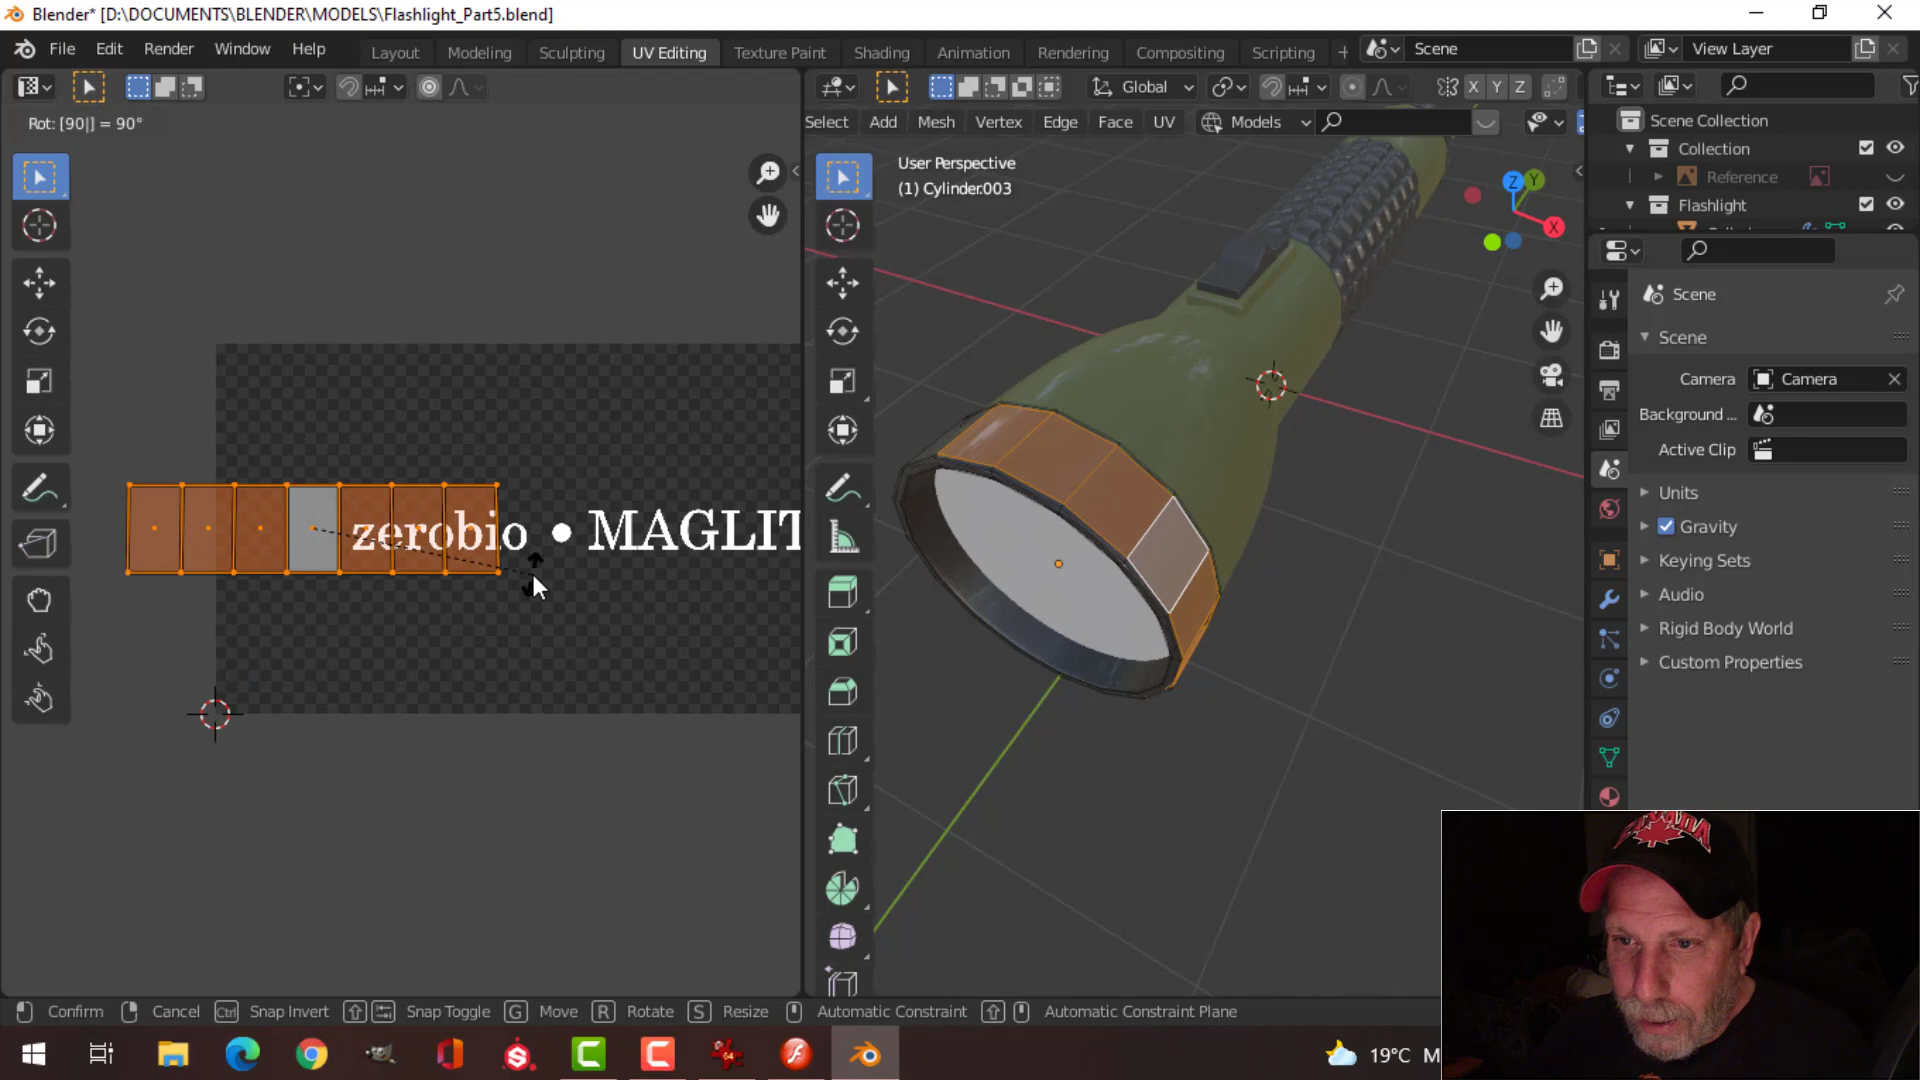 Blender* [D:\DOCUMENTS\BLENDER\MODELS\Flashlight_Part5.blend]
File Edit Render Window Help Layout Modeling Sculpting UV Editing Texture Paint Shading Animation Rendering Compositing Scripting + Scene View Layer
Global X Y Z
Rot: [90|] = 90°
Select Add Mesh Vertex Edge Face UV Models
Scene Collection
Collection
Reference
Flashlight
User Perspective
(1) Cylinder.003
Z Y X
Scene
Scene
Camera Camera
Background ...
Active Clip
Units
Gravity
Keying Sets
Audio
Rigid Body World
Custom Properties
zerobio • MAGLIT
CANADA
Confirm Cancel Ctrl Snap Invert Snap Toggle G Move R Rotate S Resize Automatic Constraint Automatic Constraint Plane
64
19°C M